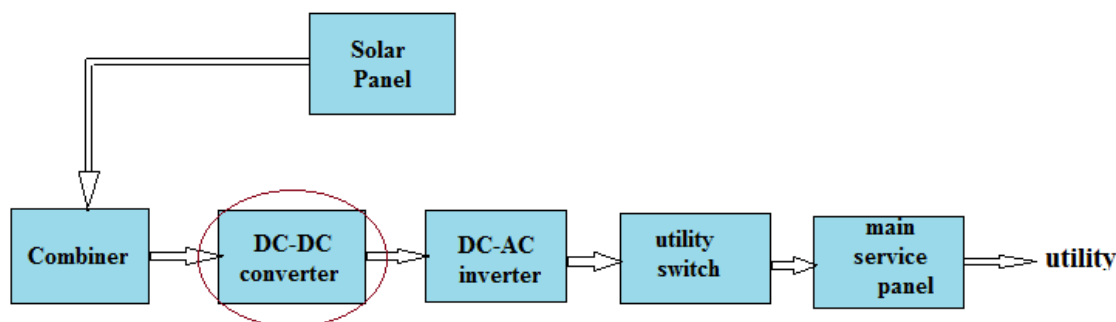 Solar
Panel
Combiner
DC-DC
converter
DC-AC
inverter
utility
switch
main
service
panel
utility